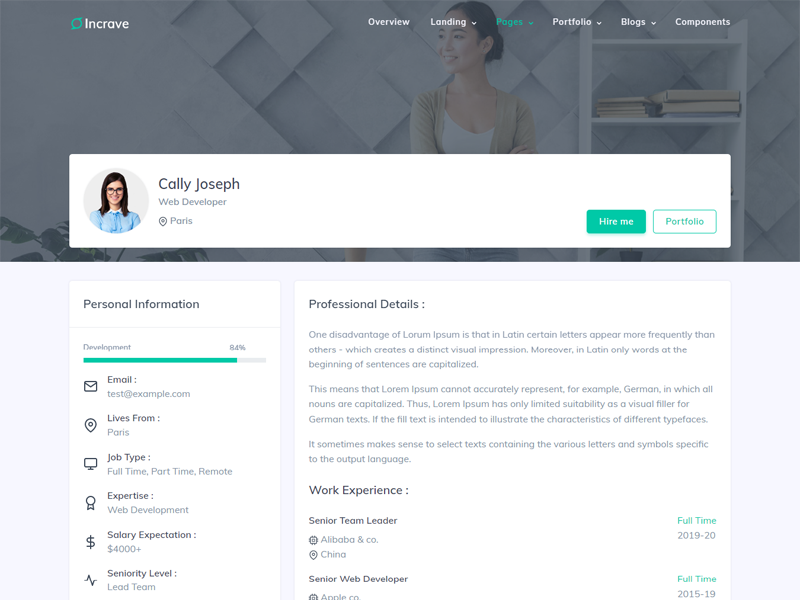 Incrave
Overview Landing Pages Portfolio Blogs Components
Cally Joseph
Web Developer
Paris
Hire me Portfolio
Personal Information
Development 84%
Email :
test@example.com
Lives From :
Paris
Job Type :
Full Time, Part Time, Remote
Expertise :
Web Development
Salary Expectation :
$4000+
Seniority Level :
Lead Team
Professional Details :
One disadvantage of Lorum Ipsum is that in Latin certain letters appear more frequently than
others - which creates a distinct visual impression. Moreover, in Latin only words at the
beginning of sentences are capitalized.
This means that Lorem Ipsum cannot accurately represent, for example, German, in which all
nouns are capitalized. Thus, Lorem Ipsum has only limited suitability as a visual filler for
German texts. If the fill text is intended to illustrate the characteristics of different typefaces.
It sometimes makes sense to select texts containing the various letters and symbols specific
to the output language.
Work Experience :
Senior Team Leader Full Time
Alibaba & co. 2019-20
China
Senior Web Developer Full Time
Apple co. 2015-19